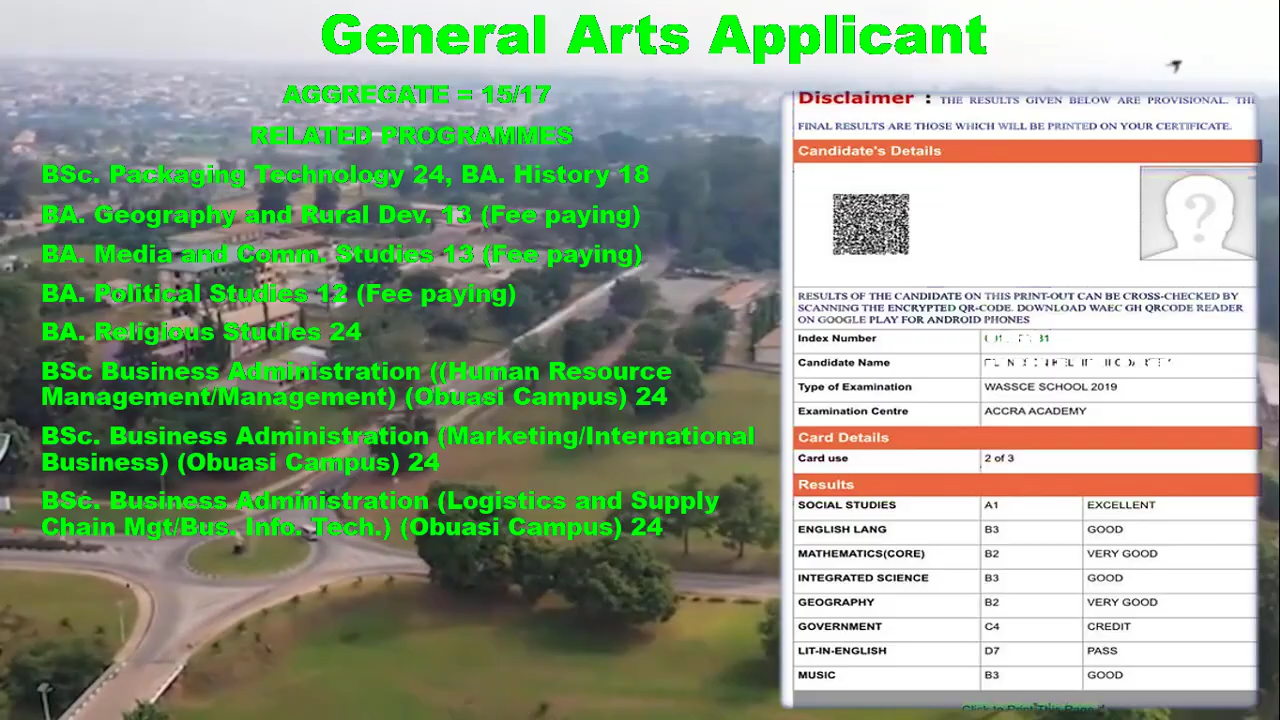 General Arts Applicant
AGGREGATE = 15/17
RELATED PROGRAMMES
BSc. Packaging Technology 24, BA. History 18
BA. Geography and Rural Dev. 13 (Fee paying)
BA. Media and Comm. Studies 13 (Fee paying)
BA. Political Studies 12 (Fee paying)
BA. Religious Studies 24
BSc Business Administration ((Human Resource
Management/Management) (Obuasi Campus) 24
BSc. Business Administration (Marketing/International
Business) (Obuasi Campus) 24
BSc. Business Administration (Logistics and Supply
Chain Mgt/Bus. Info. Tech.) (Obuasi Campus) 24
Disclaimer : THE RESULTS GIVEN BELOW ARE PROVISIONAL. THE
FINAL RESULTS ARE THOSE WHICH WILL BE PRINTED ON YOUR CERTIFICATE.
Candidate's Details
RESULTS OF THE CANDIDATE ON THIS PRINT-OUT CAN BE CROSS-CHECKED BY
SCANNING THE ENCRYPTED QR-CODE. DOWNLOAD WAEC GH QRCODE READER
ON GOOGLE PLAY FOR ANDROID PHONES
Index Number
Candidate Name
Type of Examination WASSCE SCHOOL 2019
Examination Centre ACCRA ACADEMY
Card Details
Card use 2 of 3
Results
SOCIAL STUDIES A1 EXCELLENT
ENGLISH LANG B3 GOOD
MATHEMATICS(CORE) B2 VERY GOOD
INTEGRATED SCIENCE B3 GOOD
GEOGRAPHY B2 VERY GOOD
GOVERNMENT C4 CREDIT
LIT-IN-ENGLISH D7 PASS
MUSIC B3 GOOD
Click to Print This Page